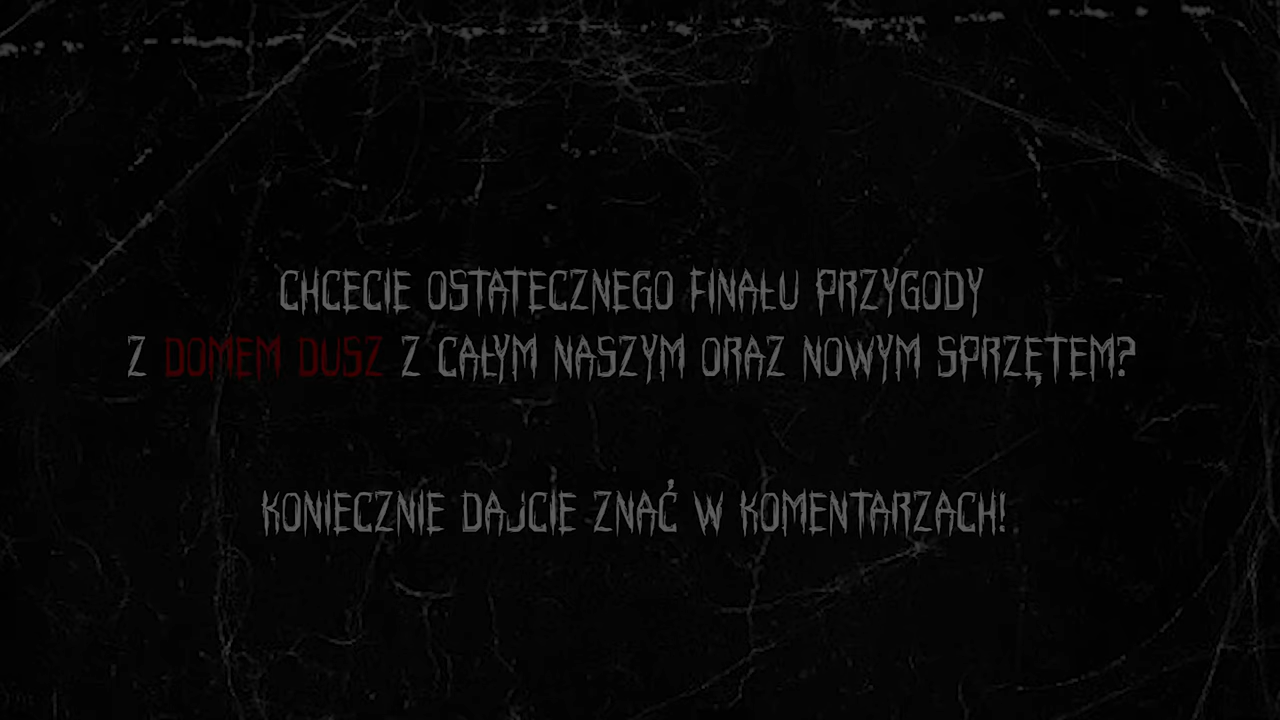 CHCECIE OSTATECZNEGO FINAŁU PRZYGODY
Z DOMEM DUSZ Z CAŁYM NASZYM ORAZ NOWYM SPRZĘTEM?
KONIECZNIE DAJCIE ZNAĆ W KOMENTARZACH!